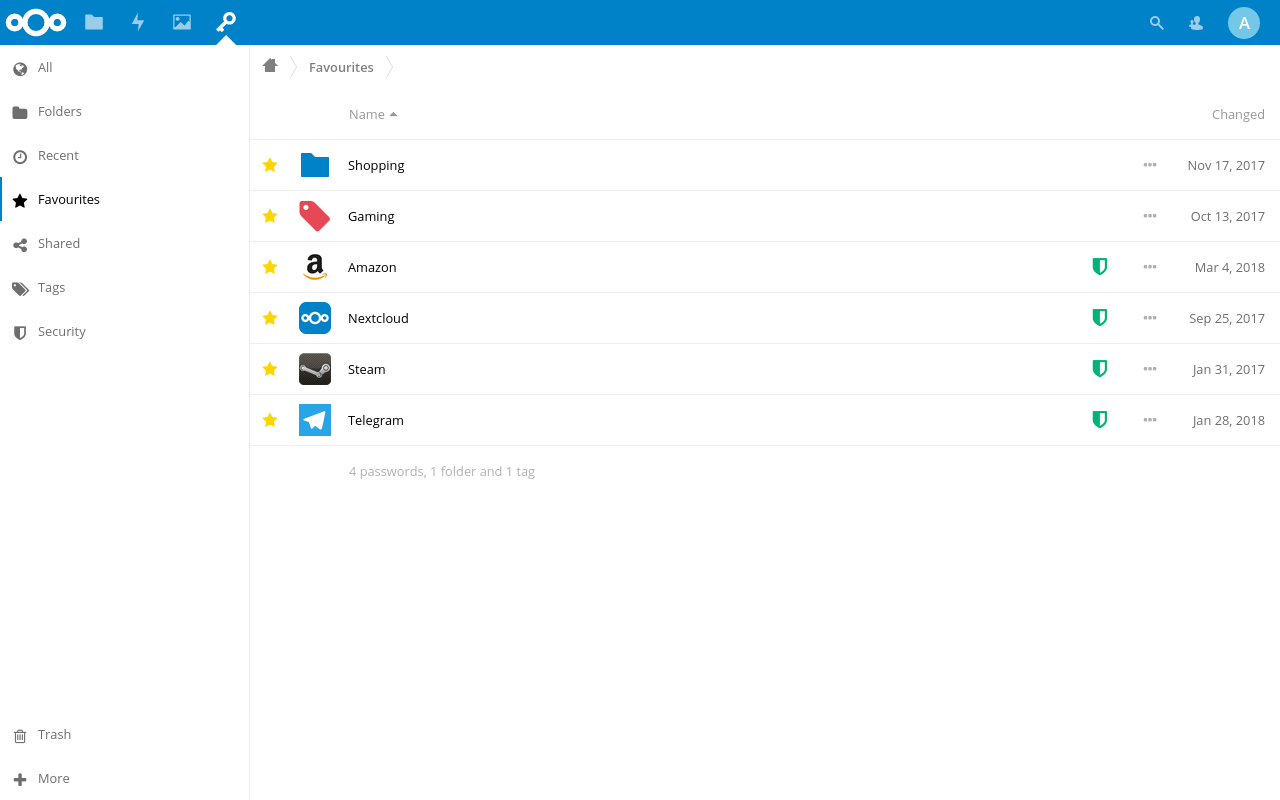 A
All
Folders
Recent
Favourites
Shared
Tags
Security
Trash
More
Favourites
Name Changed
Shopping Nov 17, 2017
Gaming Oct 13, 2017
a Amazon Mar 4, 2018
Nextcloud Sep 25, 2017
Steam Jan 31, 2017
Telegram Jan 28, 2018
4 passwords, 1 folder and 1 tag